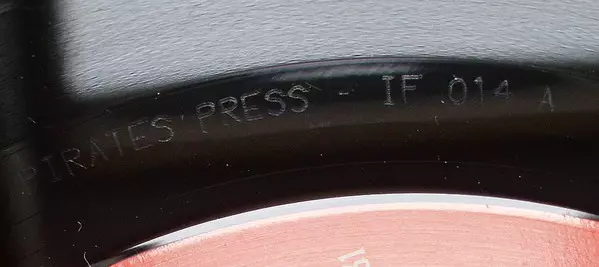 PIRATES PRESS - IF 014 A